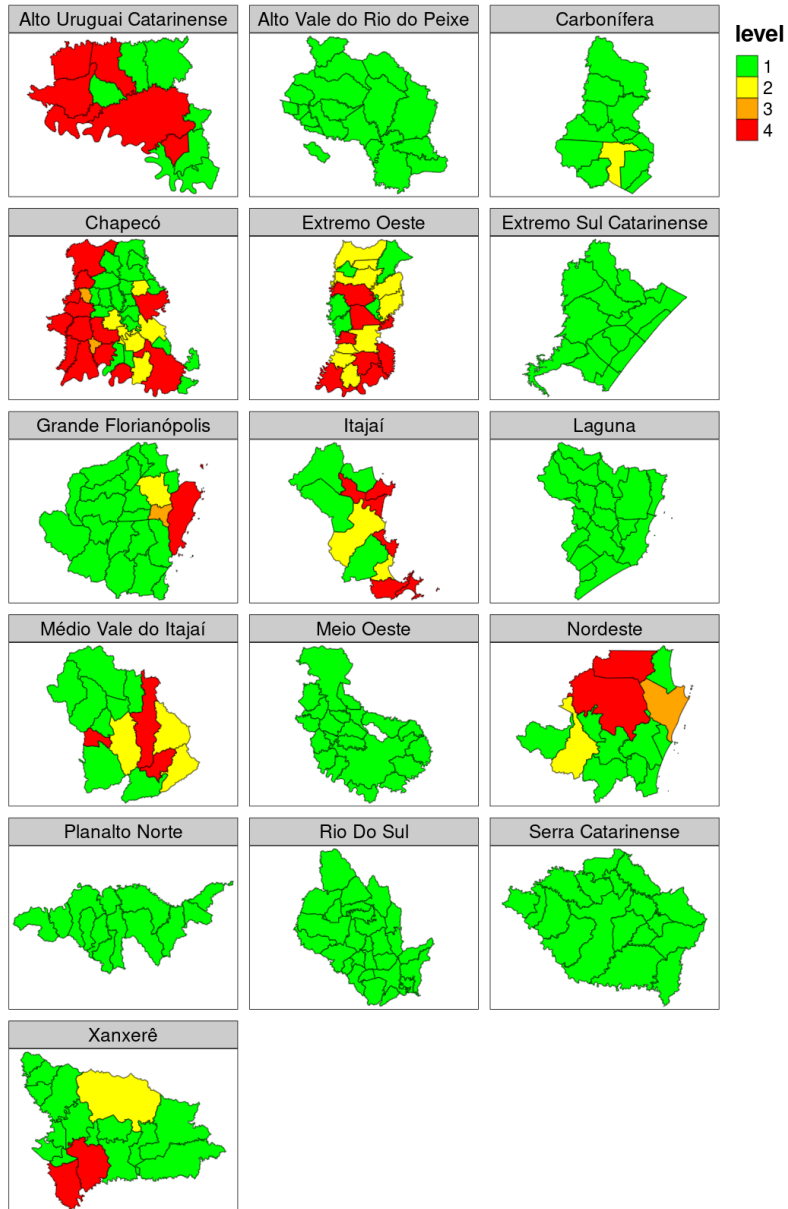 Alto Uruguai Catarinense
Alto Vale do Rio do Peixe
Carbonífera
level
1
2
3
4
Chapecó
Extremo Oeste
Extremo Sul Catarinense
Grande Florianópolis
Itajaí
Laguna
Médio Vale do Itajaí
Meio Oeste
Nordeste
Planalto Norte
Rio Do Sul
Serra Catarinense
Xanxerê